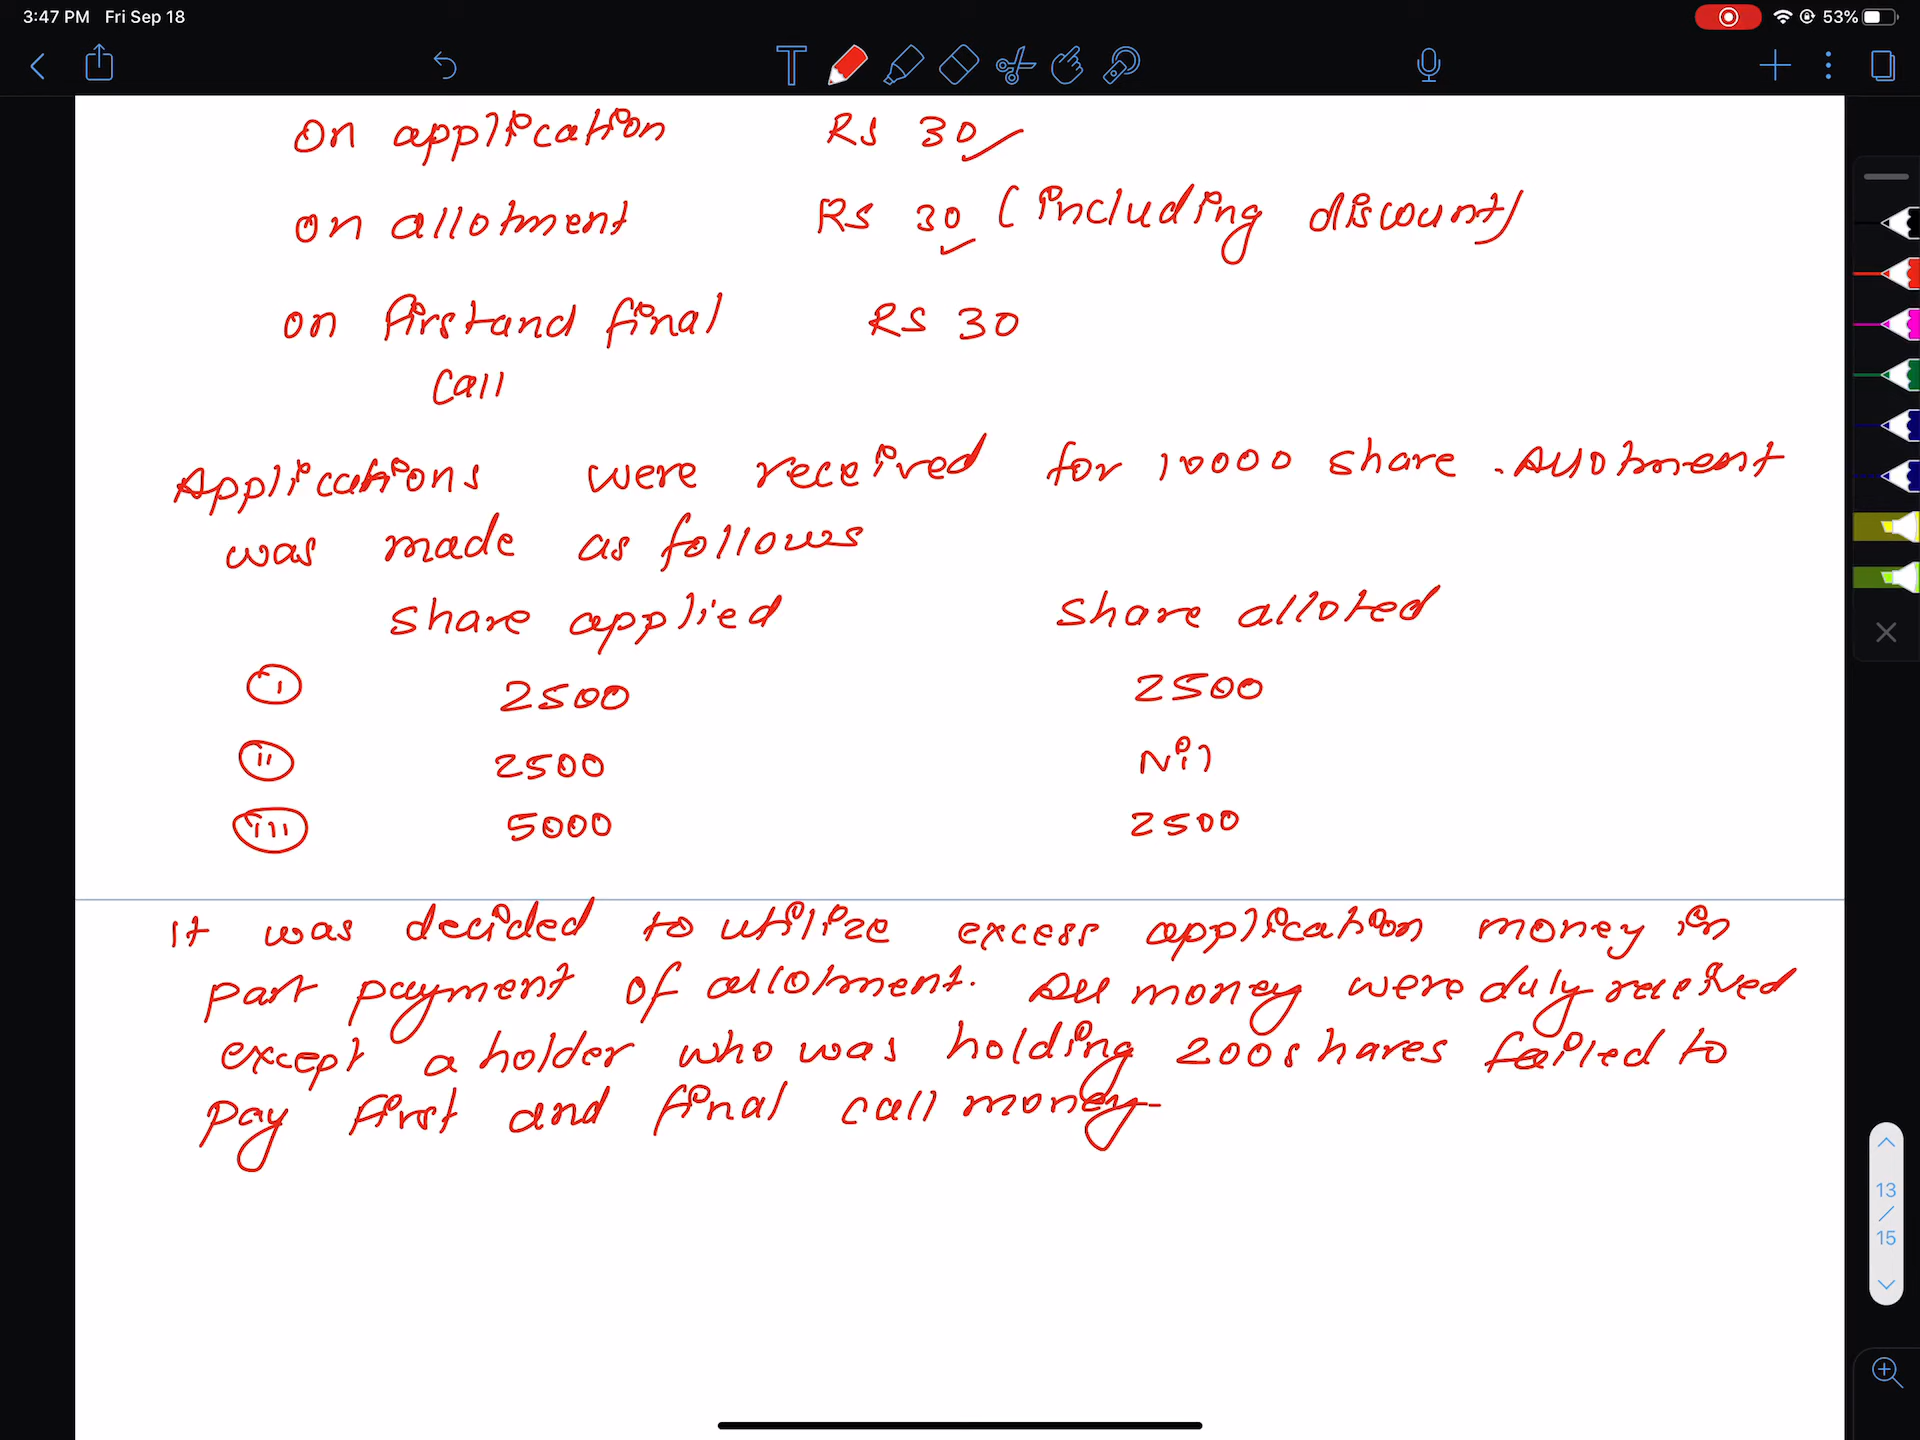 3:47 PM Fri Sep 18
53%
T
on application RS 30
on allotment RS 30 (including discount)
on first and final RS 30
call
Applications were received for 10000 share . Allotment
was made as follows
share applied share alloted
i 2500 2500
ii 2500 Nil
iii 5000 2500
it was decided to utilize excess application money in
part payment of allotment. All money were duly received
except a holder who was holding 200 shares failed to
pay first and final call money
13
/
15